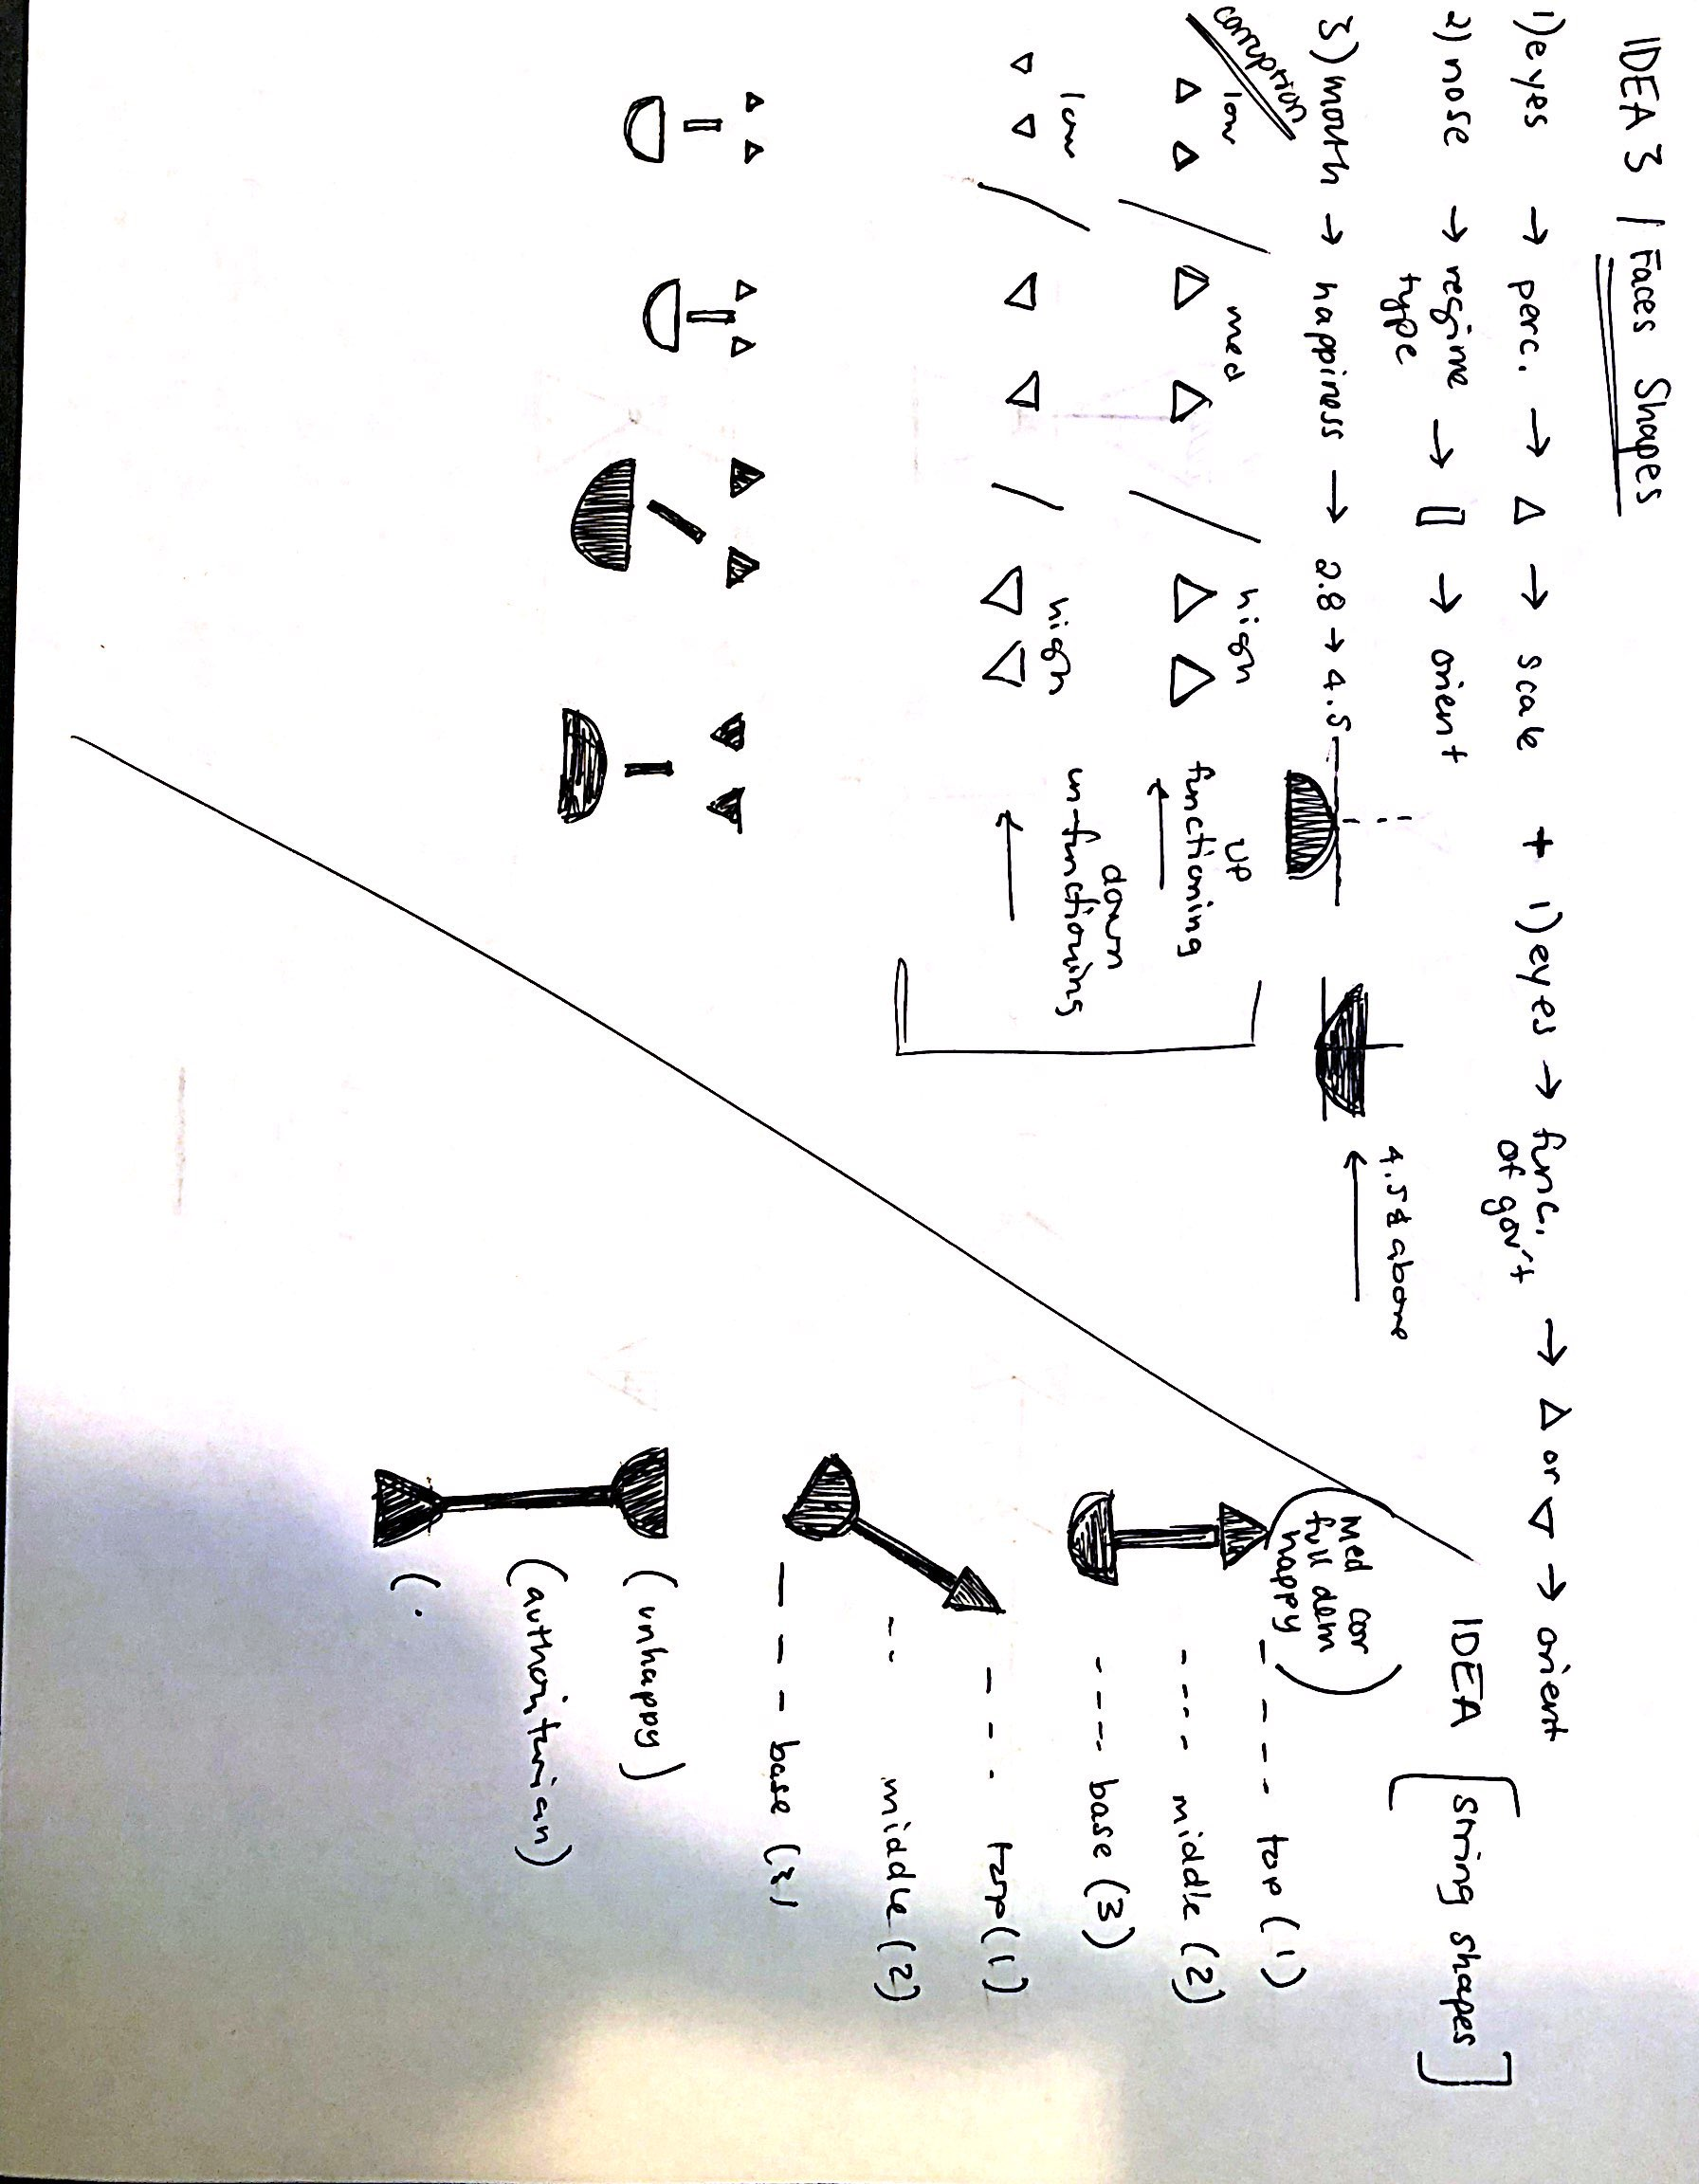 IDEA 3 | Faces Shapes
1) eyes → perc. → △ → scale + 1) eyes → func. of gov't → △ or ▽ → orient
2) nose → regime type → ▯ → orient
3) mouth → happiness → 2.8 → 4.5
4.5 & above
corruption
low / med / high
up
functioning
low / high
down
un-functioning
IDEA [string shapes]
(med cor
full dem
happy)
top (1)
middle (2)
base (3)
top (1)
middle (2)
base (3)
(unhappy)
(authoritarian)
(.